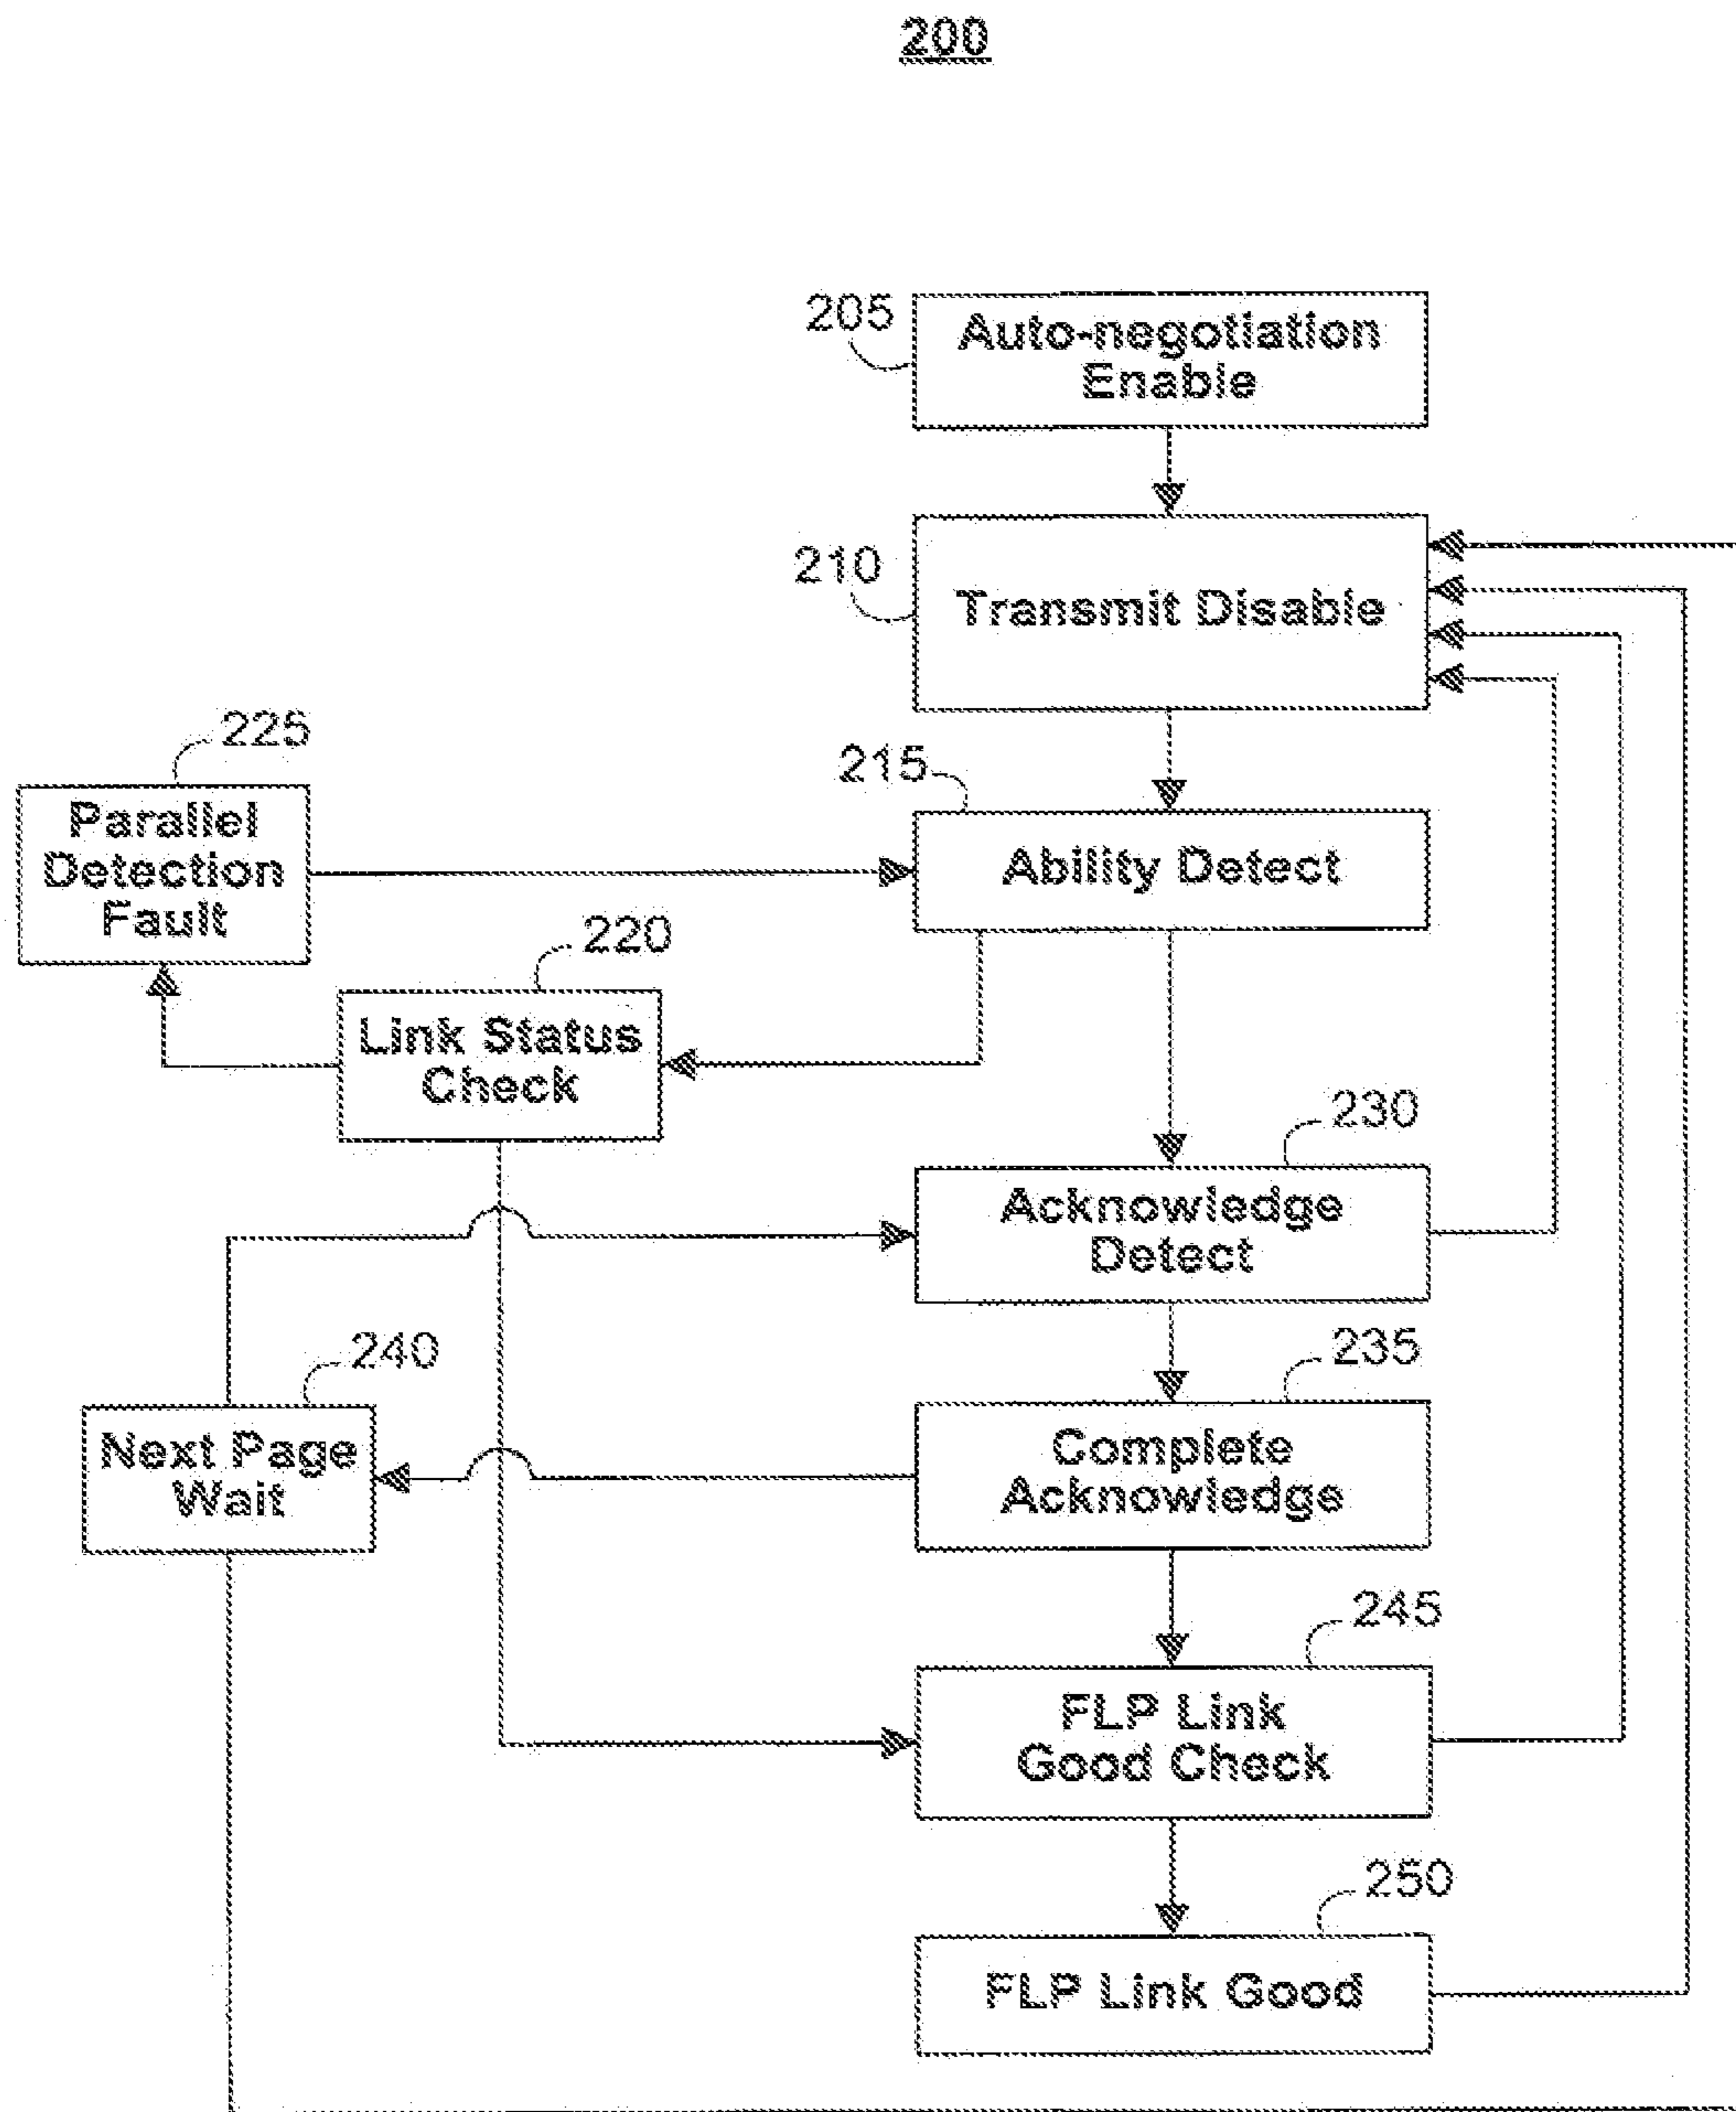 200
205
Auto-negotiation
Enable
210
Transmit Disable
225
Parallel
Detection
Fault
215
Ability Detect
220
Link Status
Check
230
Acknowledge
Detect
240
Next Page
Wait
235
Complete
Acknowledge
245
FLP Link
Good Check
250
FLP Link Good